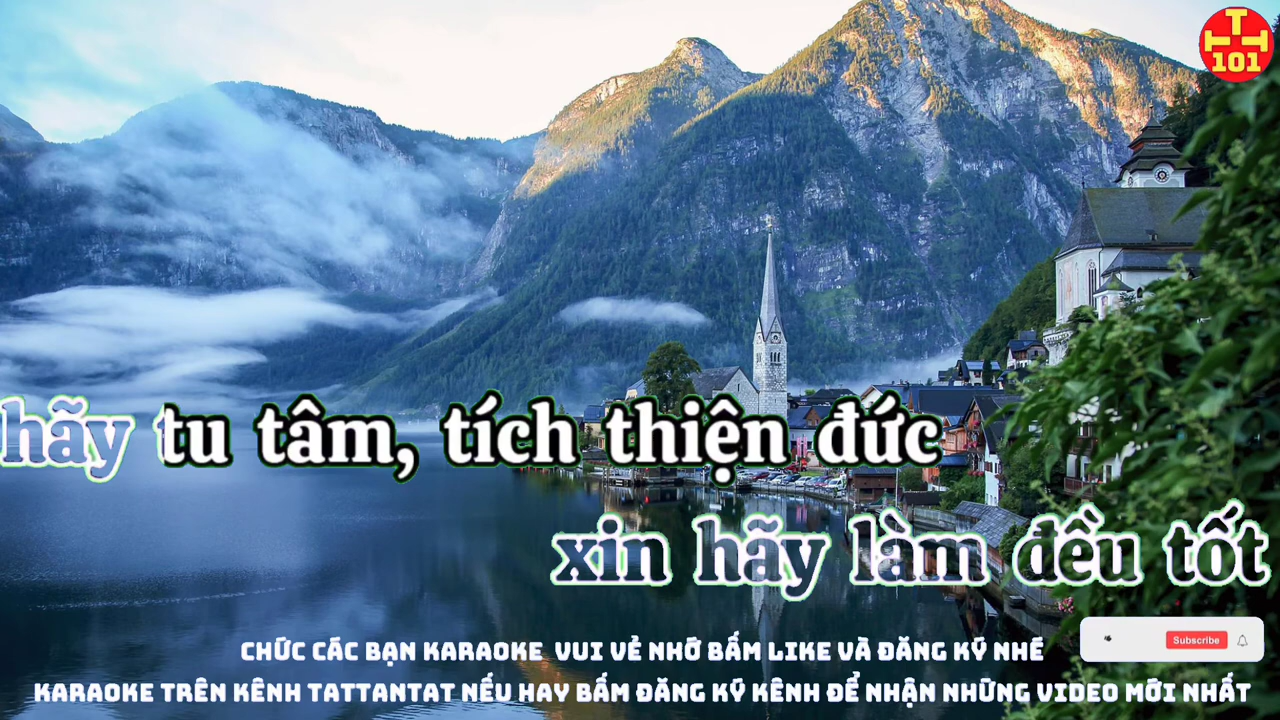 T
TH
101
hãy tu tâm, tích thiện đức
xin hãy làm đều tốt
CHỨC CÁC BẠN KARAOKE VUI VẺ NHỚ BẤM LIKE VÀ ĐĂNG KÝ NHÉ
Subscribe
KARAOKE TRÊN KÊNH TATTANTAT NẾU HAY BẤM ĐĂNG KÝ KÊNH ĐỂ NHẬN NHỮNG VIDEO MỚI NHẤT